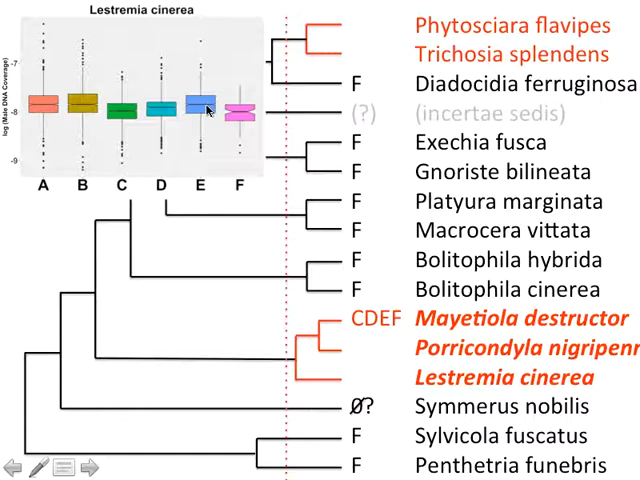 Lestremia cinerea
log (Male DNA Coverage)
-7
-8
-9
A B C D E F
Phytosciara flavipes
Trichosia splendens
F Diadocidia ferruginosa
(?) (incertae sedis)
F Exechia fusca
F Gnoriste bilineata
F Platyura marginata
F Macrocera vittata
F Bolitophila hybrida
F Bolitophila cinerea
CDEF Mayetiola destructor
Porricondyla nigripenn
Lestremia cinerea
Ø? Symmerus nobilis
F Sylvicola fuscatus
F Penthetria funebris